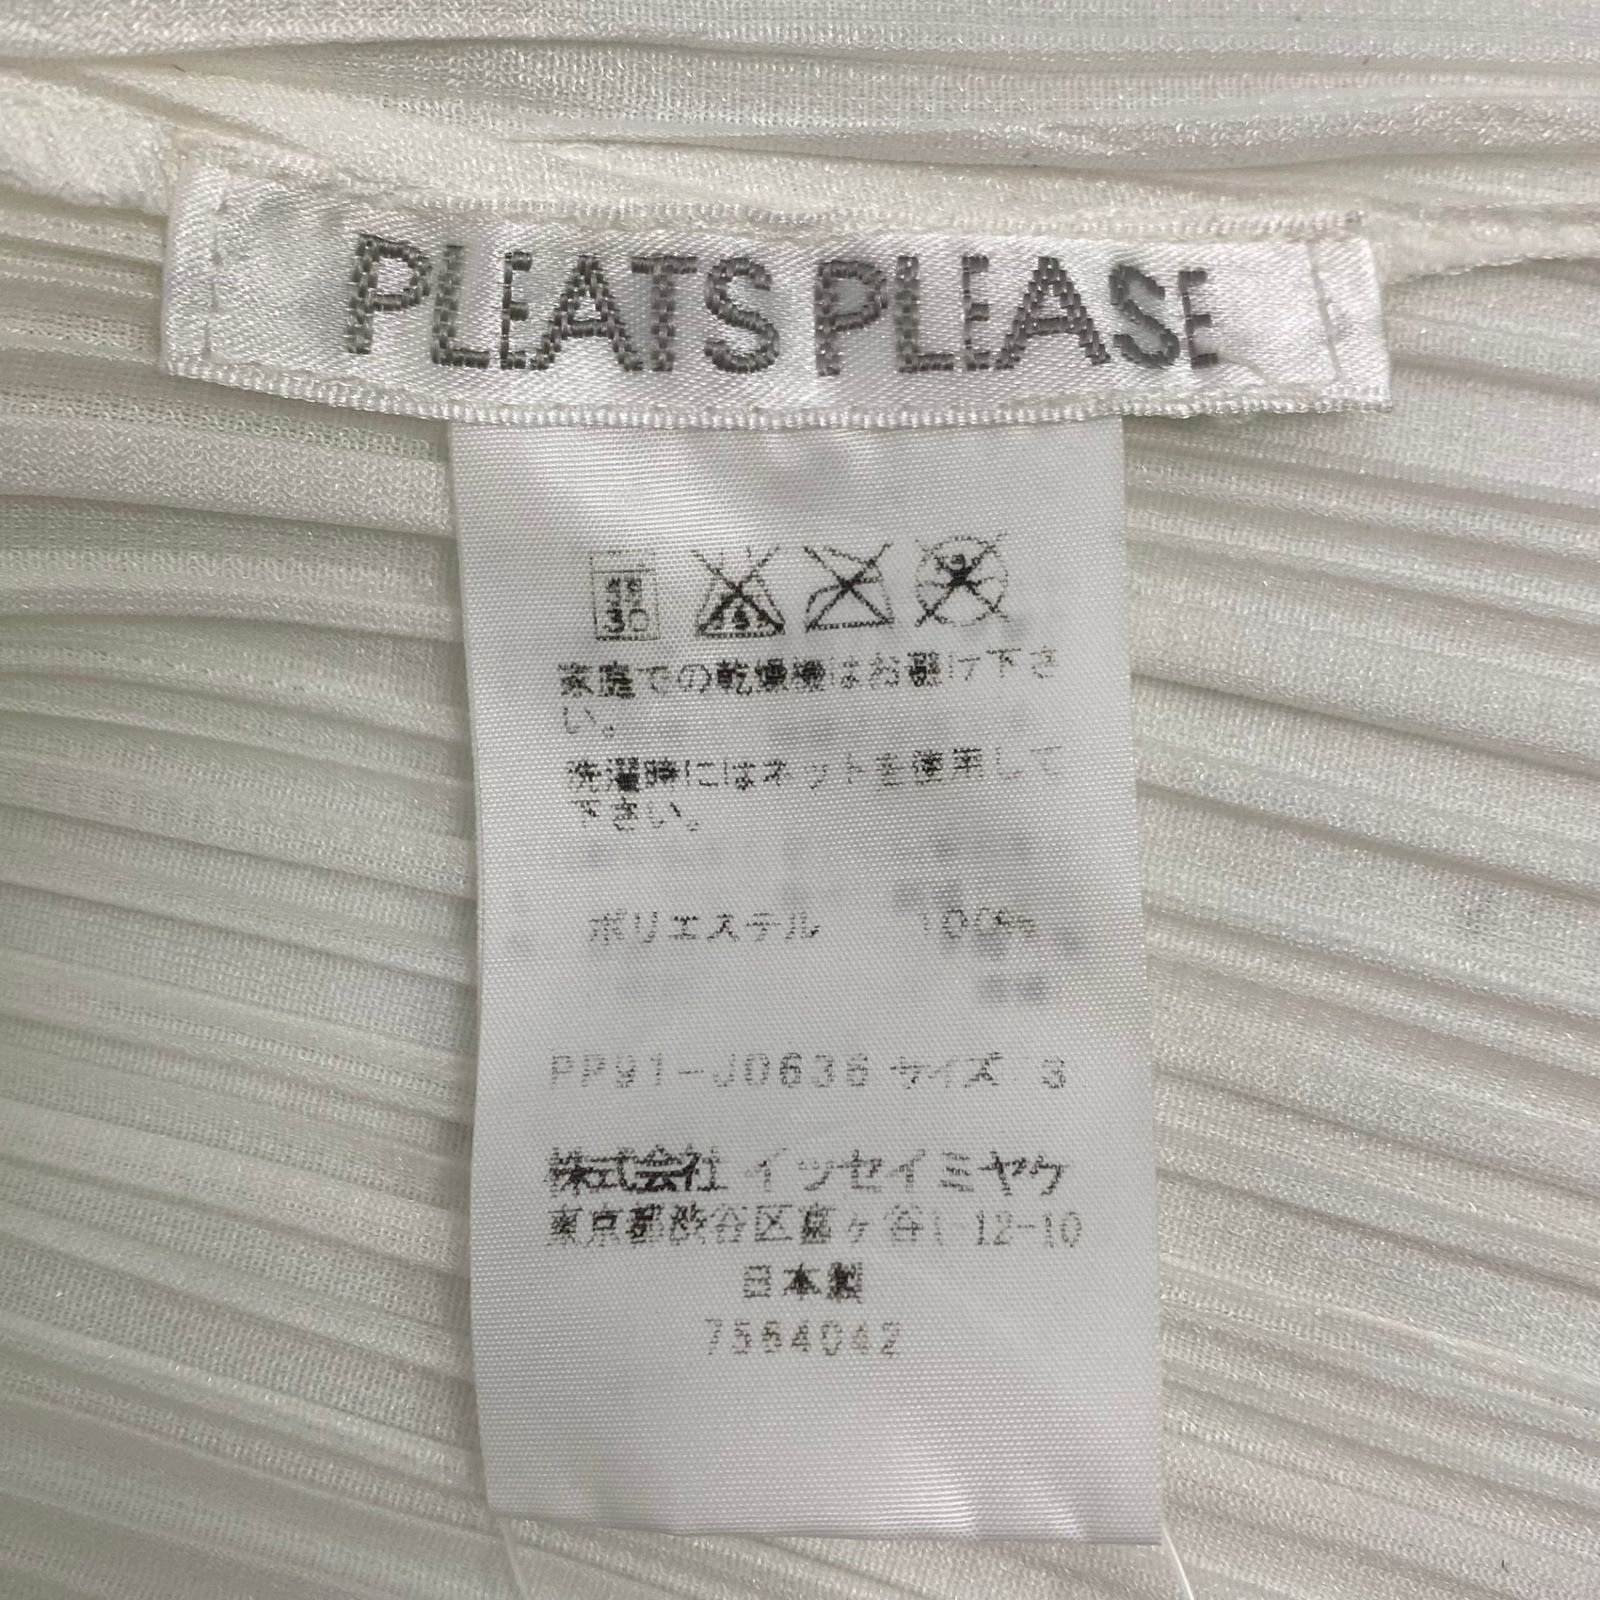 PLEATS PLEASE
30
家庭での乾燥機はお避け下さ
い。
洗濯時にはネットを使用して
下さい。
ポリエステル 100%
PP91-J0636 サイズ 3
株式会社 イッセイミヤケ
東京都渋谷区富ヶ谷1-12-10
日本製
7564042